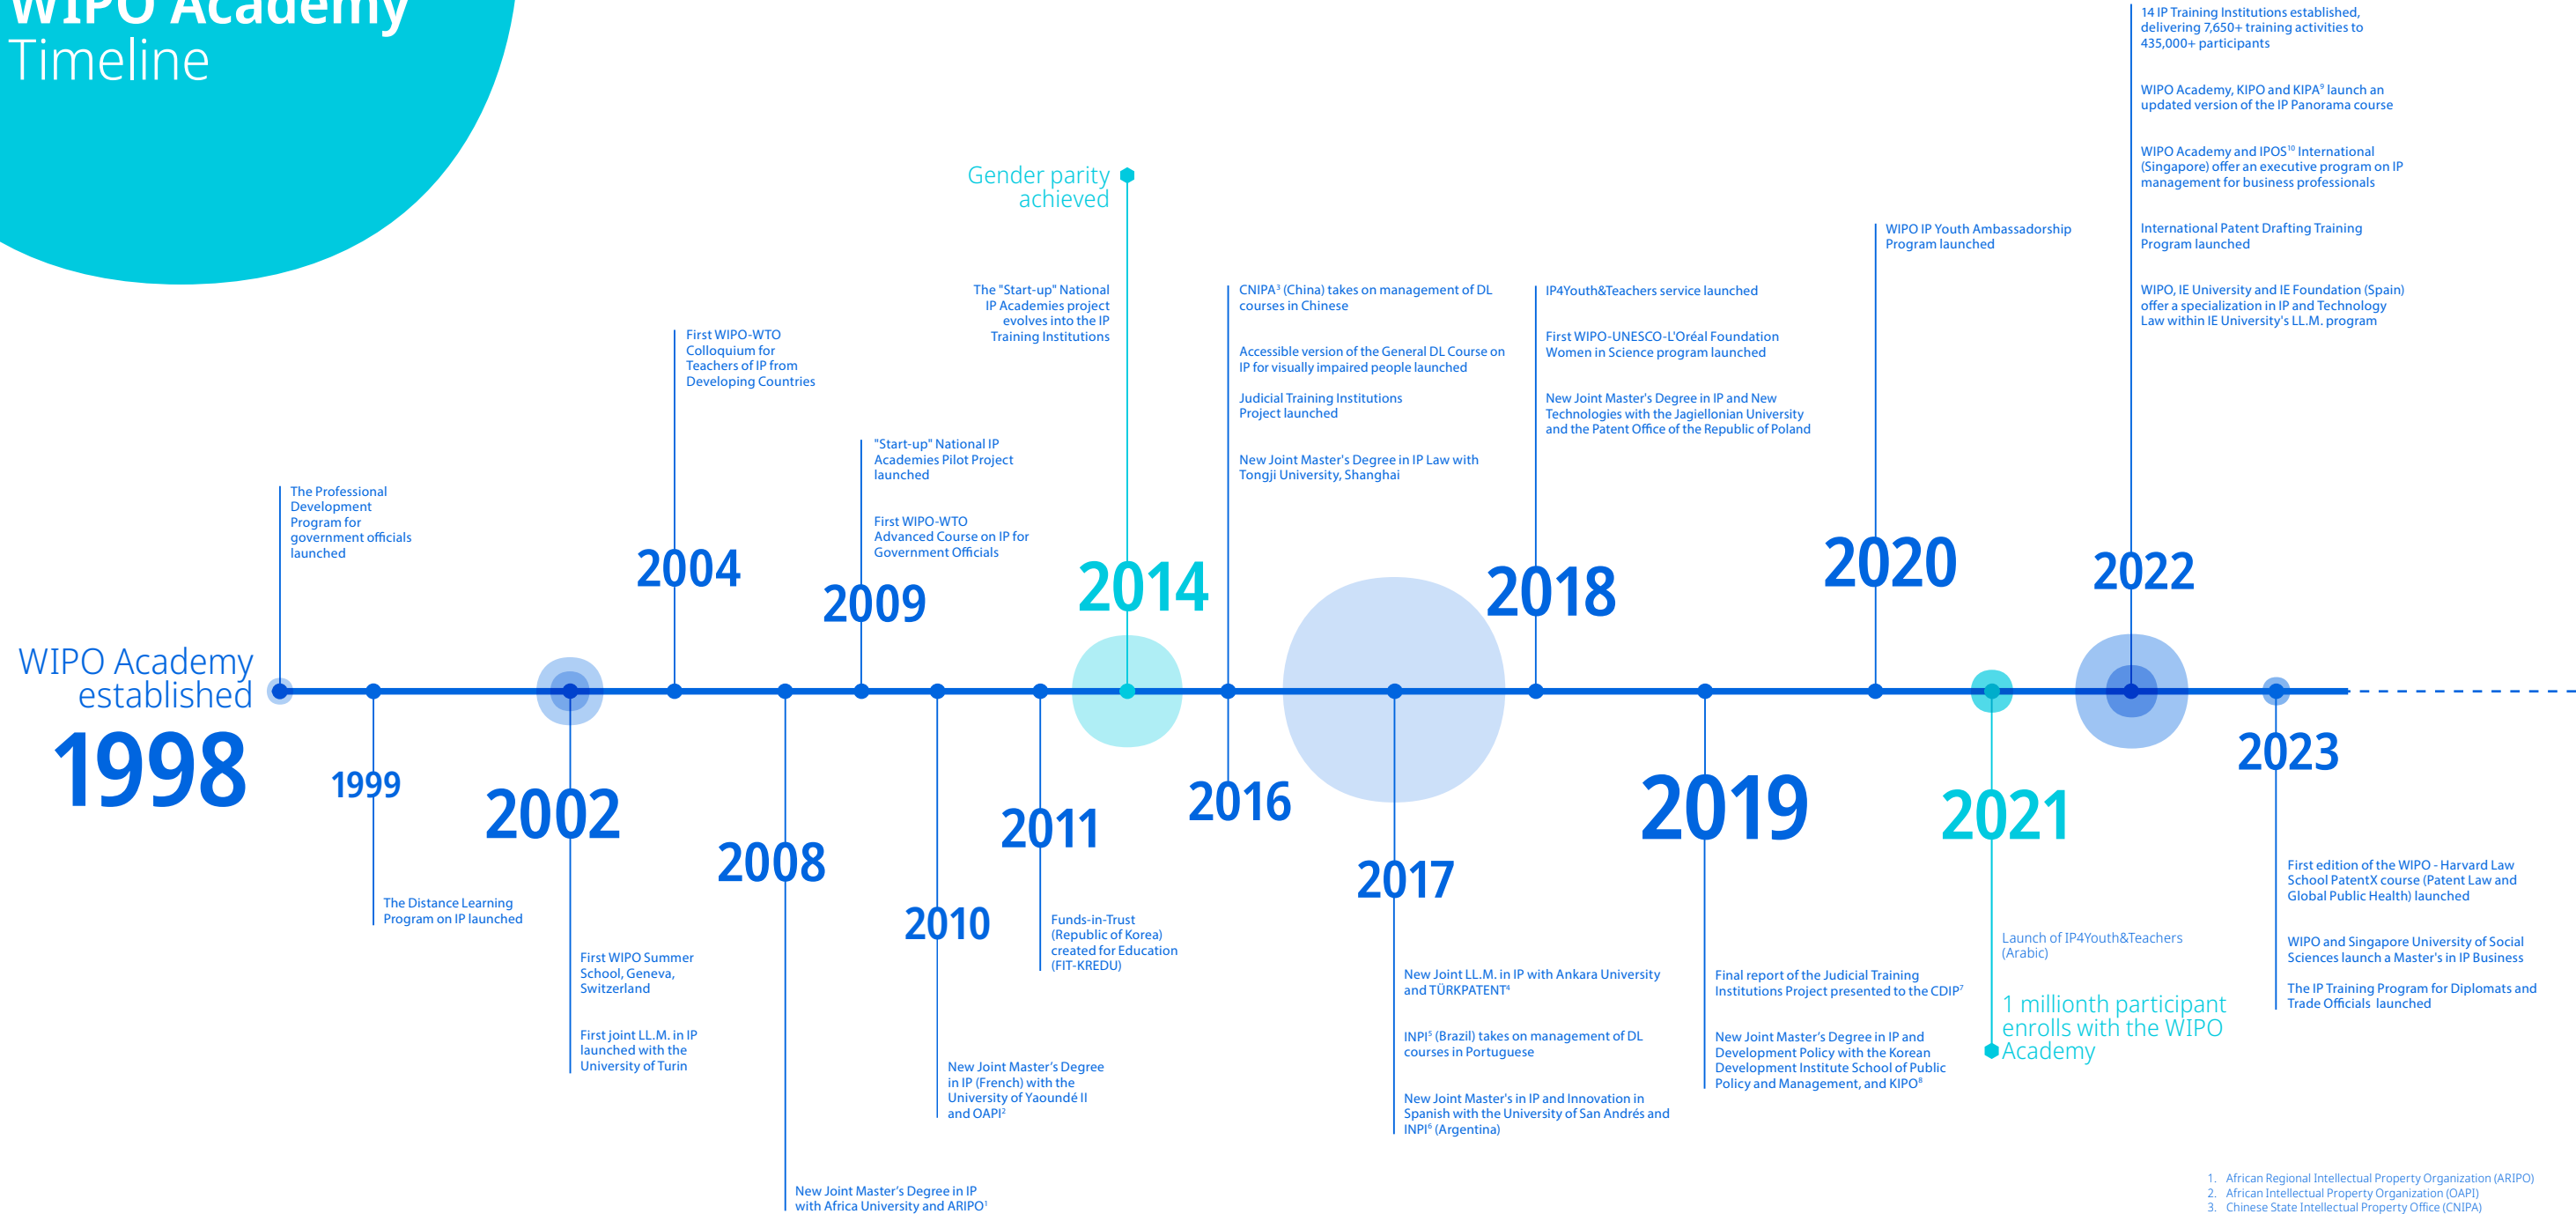 WIPO Academy
Timeline
WIPO Academy
established
1998
The Professional
Development
Program for
government officials
launched
1999
The Distance Learning
Program on IP launched
2002
First WIPO Summer
School, Geneva,
Switzerland
First joint LL.M. in IP
launched with the
University of Turin
2004
First WIPO-WTO
Colloquium for
Teachers of IP from
Developing Countries
2008
New Joint Master’s Degree in IP
with Africa University and ARIPO¹
2009
"Start-up" National IP
Academies Pilot Project
launched
First WIPO-WTO
Advanced Course on IP for
Government Officials
2010
New Joint Master’s Degree
in IP (French) with the
University of Yaoundé II
and OAPI²
2011
Funds-in-Trust
(Republic of Korea)
created for Education
(FIT-KREDU)
2014
Gender parity
achieved
The "Start-up" National
IP Academies project
evolves into the IP
Training Institutions
2016
CNIPA³ (China) takes on management of DL
courses in Chinese
Accessible version of the General DL Course on
IP for visually impaired people launched
Judicial Training Institutions
Project launched
New Joint Master's Degree in IP Law with
Tongji University, Shanghai
2017
New Joint LL.M. in IP with Ankara University
and TÜRKPATENT⁴
INPI⁵ (Brazil) takes on management of DL
courses in Portuguese
New Joint Master's in IP and Innovation in
Spanish with the University of San Andrés and
INPI⁶ (Argentina)
2018
IP4Youth&Teachers service launched
First WIPO-UNESCO-L'Oréal Foundation
Women in Science program launched
New Joint Master's Degree in IP and New
Technologies with the Jagiellonian University
and the Patent Office of the Republic of Poland
2019
Final report of the Judicial Training
Institutions Project presented to the CDIP⁷
New Joint Master’s Degree in IP and
Development Policy with the Korean
Development Institute School of Public
Policy and Management, and KIPO⁸
2020
WIPO IP Youth Ambassadorship
Program launched
2021
Launch of IP4Youth&Teachers
(Arabic)
1 millionth participant
enrolls with the WIPO
Academy
2022
14 IP Training Institutions established,
delivering 7,650+ training activities to
435,000+ participants
WIPO Academy, KIPO and KIPA⁹ launch an
updated version of the IP Panorama course
WIPO Academy and IPOS¹⁰ International
(Singapore) offer an executive program on IP
management for business professionals
International Patent Drafting Training
Program launched
WIPO, IE University and IE Foundation (Spain)
offer a specialization in IP and Technology
Law within IE University's LL.M. program
2023
First edition of the WIPO - Harvard Law
School PatentX course (Patent Law and
Global Public Health) launched
WIPO and Singapore University of Social
Sciences launch a Master's in IP Business
The IP Training Program for Diplomats and
Trade Officials launched
1. African Regional Intellectual Property Organization (ARIPO)
2. African Intellectual Property Organization (OAPI)
3. Chinese State Intellectual Property Office (CNIPA)